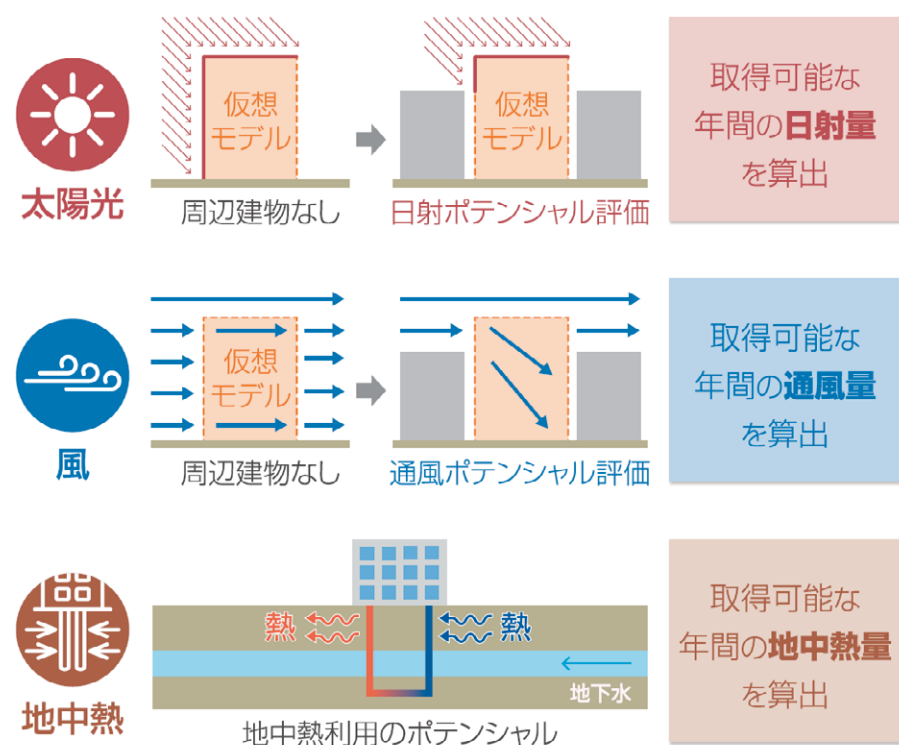 太陽光
仮想
モデル
周辺建物なし
仮想
モデル
日射ポテンシャル評価
取得可能な
年間の日射量
を算出
風
仮想
モデル
周辺建物なし
通風ポテンシャル評価
取得可能な
年間の通風量
を算出
地中熱
熱
熱
地下水
地中熱利用のポテンシャル
取得可能な
年間の地中熱量
を算出